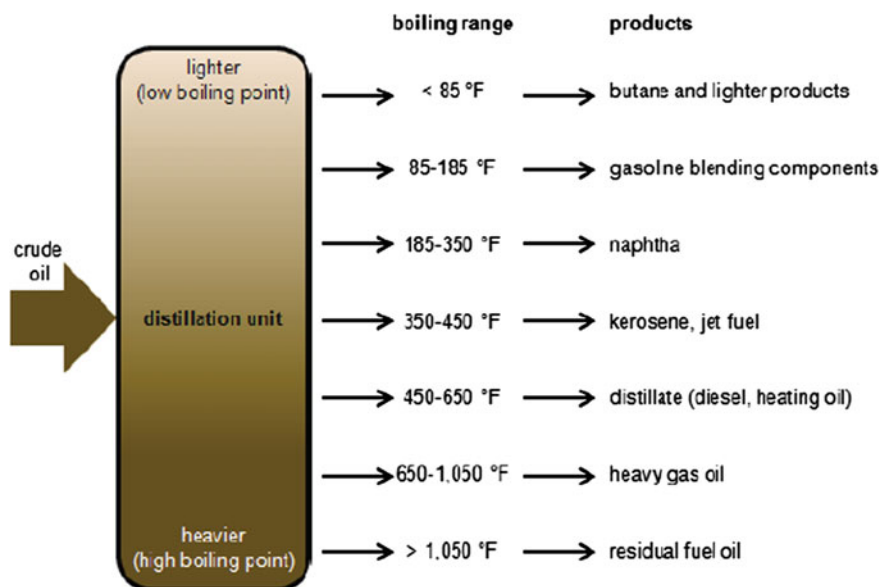 boiling range products
lighter
(low boiling point)
< 85 °F butane and lighter products
85-185 °F gasoline blending components
185-350 °F naphtha
crude
oil
distillation unit
350-450 °F kerosene, jet fuel
450-650 °F distillate (diesel, heating oil)
650-1,050 °F heavy gas oil
heavier
(high boiling point)
> 1,050 °F residual fuel oil